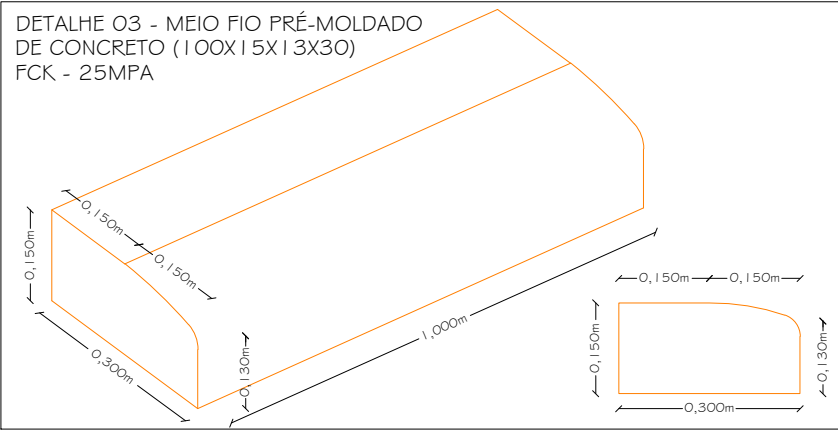 DETALHE 03 - MEIO FIO PRÉ-MOLDADO
DE CONCRETO (100X15X13X30)
FCK - 25MPA
0,150m
0,150m
0,150m
0,300m
0,130m
1,000m
0,150m
0,150m
0,150m
0,130m
0,300m